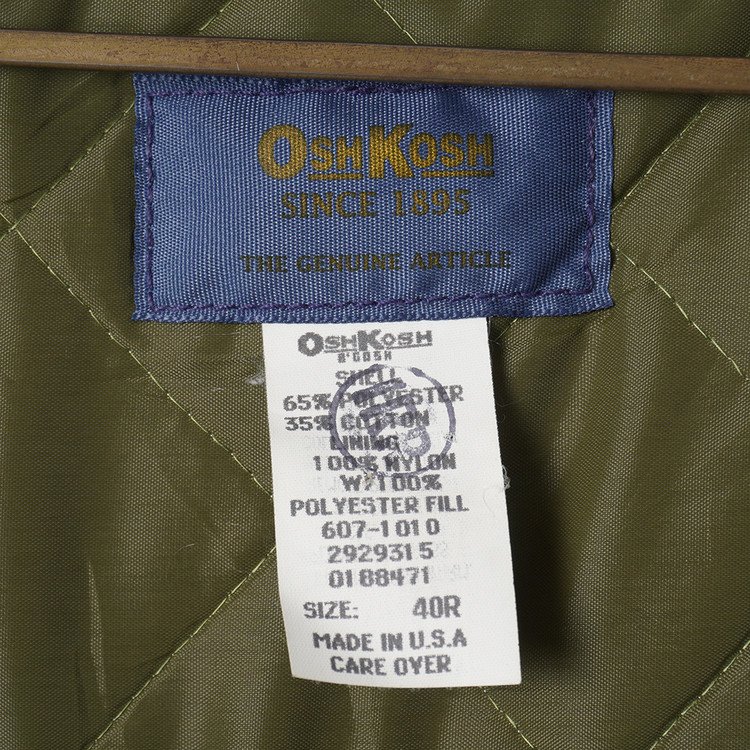 OSHKOSH
SINCE 1895
THE GENUINE ARTICLE
OSHKOSH
B'GOSH
SHELL
65% POLYESTER
35% COTTON
LINING
100% NYLON
W/100%
POLYESTER FILL
607-1010
2929315
0188471
SIZE: 40R
MADE IN U.S.A
CARE OVER